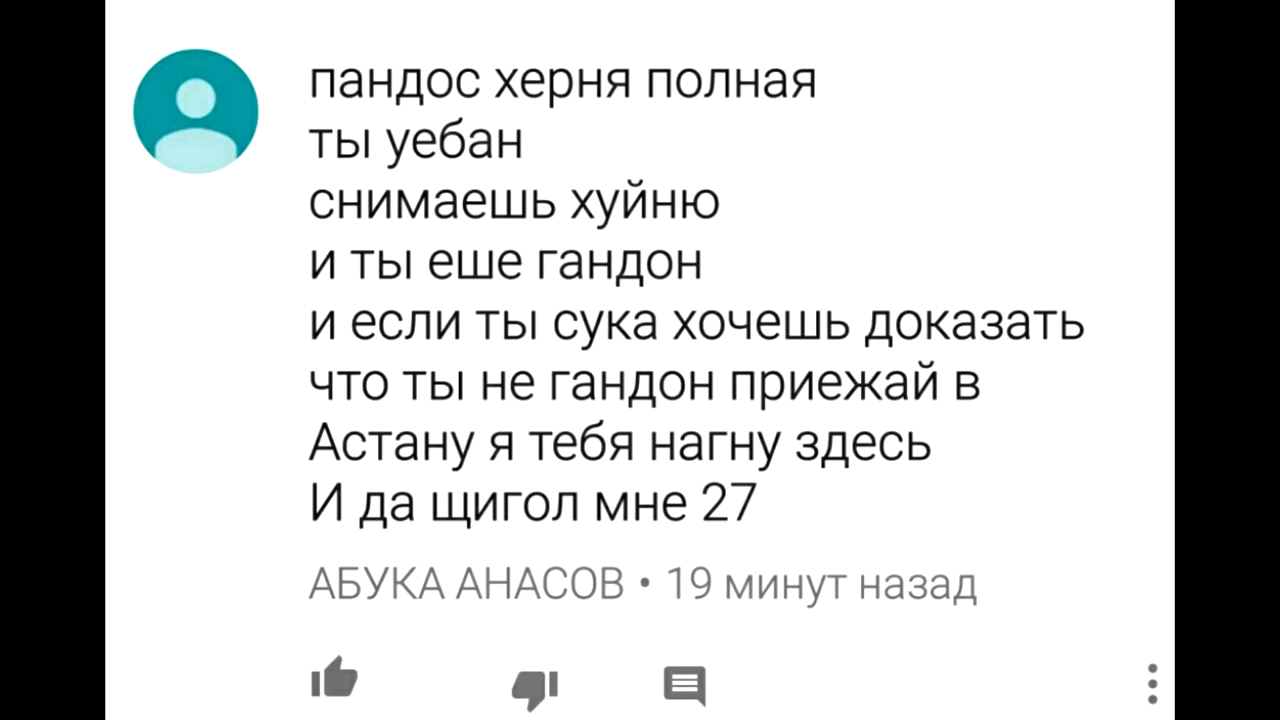 пандос херня полная
ты уебан
снимаешь хуйню
и ты еше гандон
и если ты сука хочешь доказать
что ты не гандон приежай в
Астану я тебя нагну здесь
И да щигол мне 27
АБУКА АНАСОВ • 19 минут назад